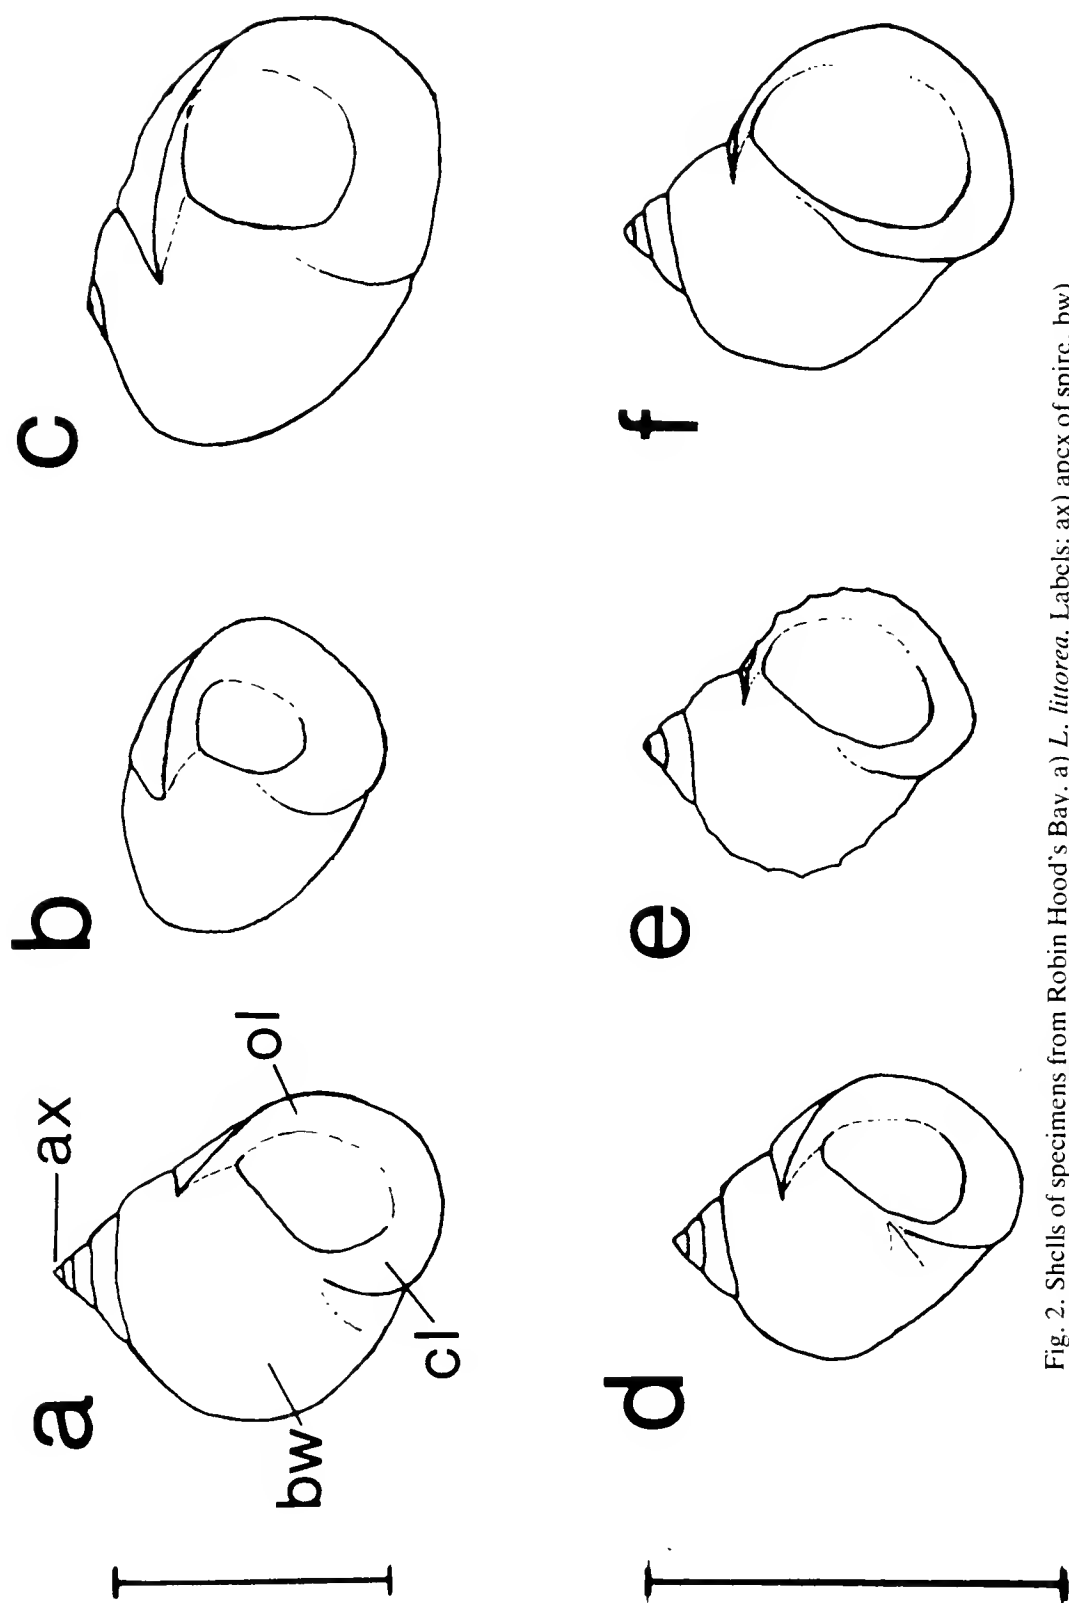 a
ax
ol
cl
bw
b
c
d
e
f
Fig. 2. Shells of specimens from Robin Hood's Bay. a) L. littorea. Labels: ax) apex of spire, bw)